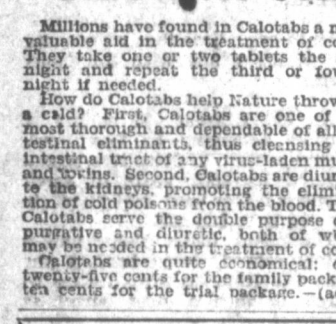 Millions have found in Calotabs a
valuable aid in the treatment of
They take one or two tablets the
night and repeat the third or
night if needed.
How do Calotabs help Nature
a cold? First, Calotabs are one of
most thorough and dependable of all
testinal eliminants, thus cleansing
intestinal tract of any virus-laden
and toxins. Second, Calotabs are
to the kidneys, promoting the
tion of cold poisons from the blood.
Calotabs serve the double purpose
purgative and diuretic, both of
may be needed in the treatment of
Calotabs are quite economical;
twenty-five cents for the family
ten cents for the trial package.—